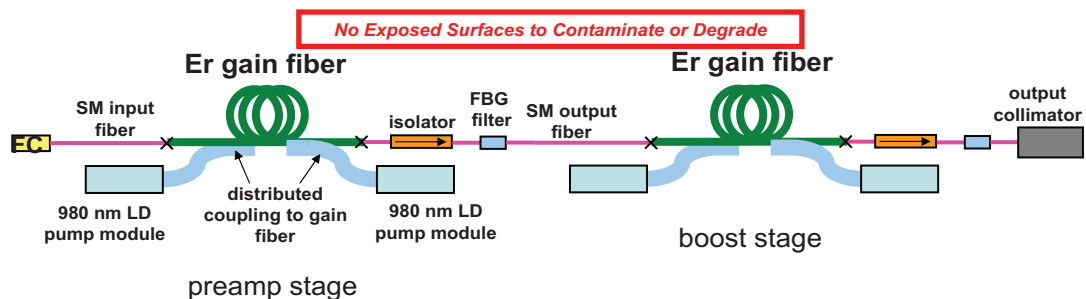 No Exposed Surfaces to Contaminate or Degrade
Er gain fiber
Er gain fiber
SM input
fiber
isolator
FBG
filter
SM output
fiber
output
collimator
EC
980 nm LD
pump module
distributed
coupling to gain
fiber
980 nm LD
pump module
boost stage
preamp stage